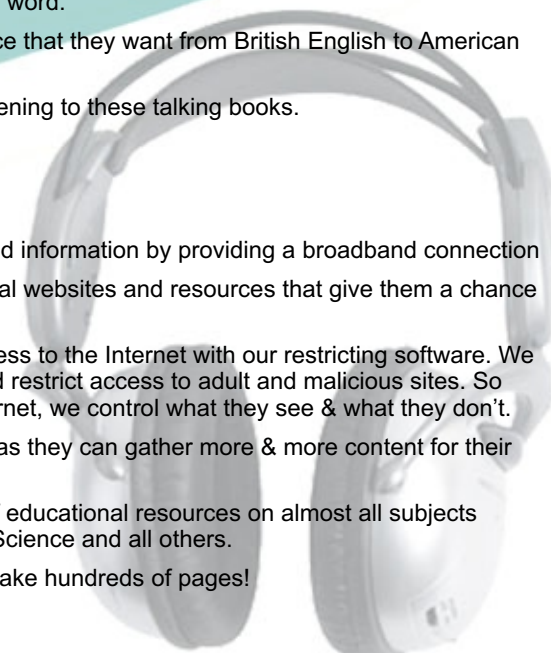 word.
ce that they want from British English to American
ening to these talking books.
d information by providing a broadband connection
al websites and resources that give them a chance
ess to the Internet with our restricting software. We
d restrict access to adult and malicious sites. So
rnet, we control what they see & what they don't.
as they can gather more & more content for their
f educational resources on almost all subjects
Science and all others.
ake hundreds of pages!